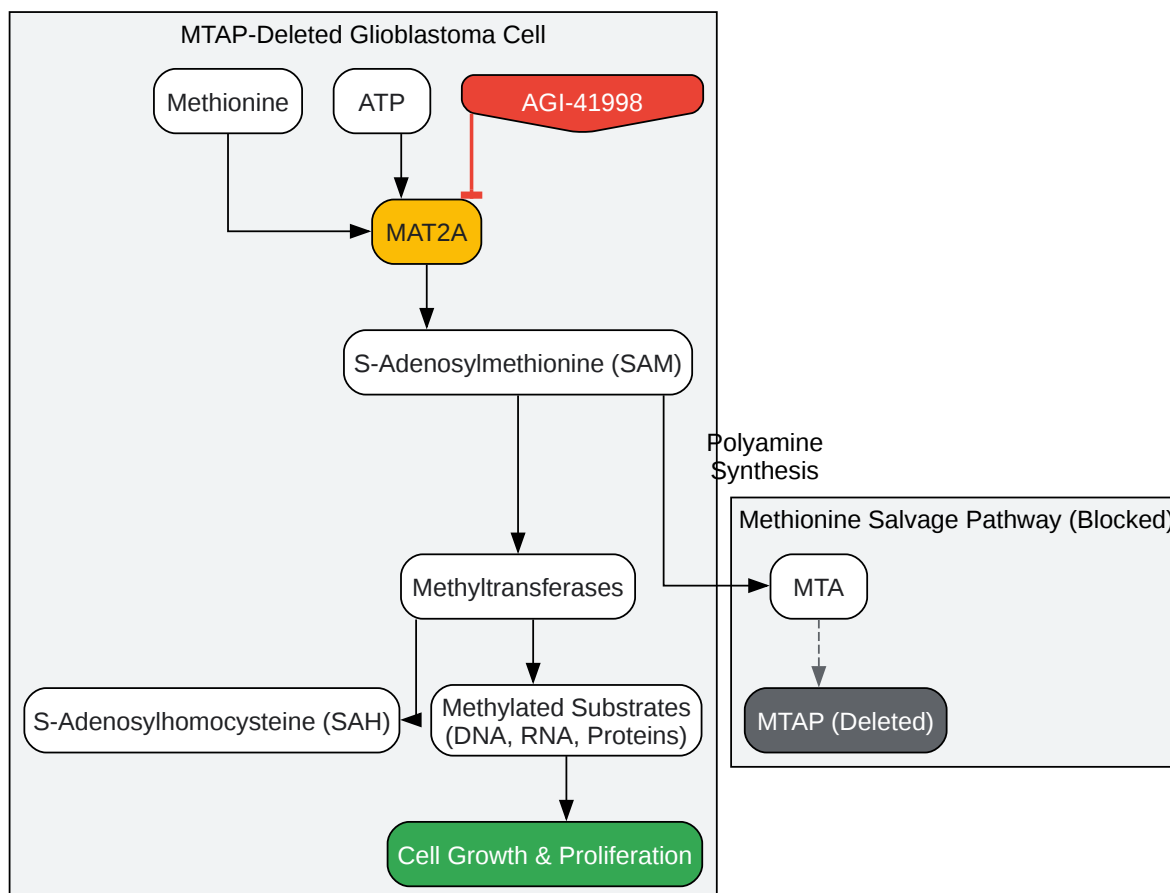 MTAP-Deleted Glioblastoma Cell
Methionine
ATP
AGI-41998
MAT2A
S-Adenosylmethionine (SAM)
Polyamine
Synthesis
Methionine Salvage Pathway (Blocked)
Methyltransferases
MTA
S-Adenosylhomocysteine (SAH)
Methylated Substrates
(DNA, RNA, Proteins)
MTAP (Deleted)
Cell Growth & Proliferation